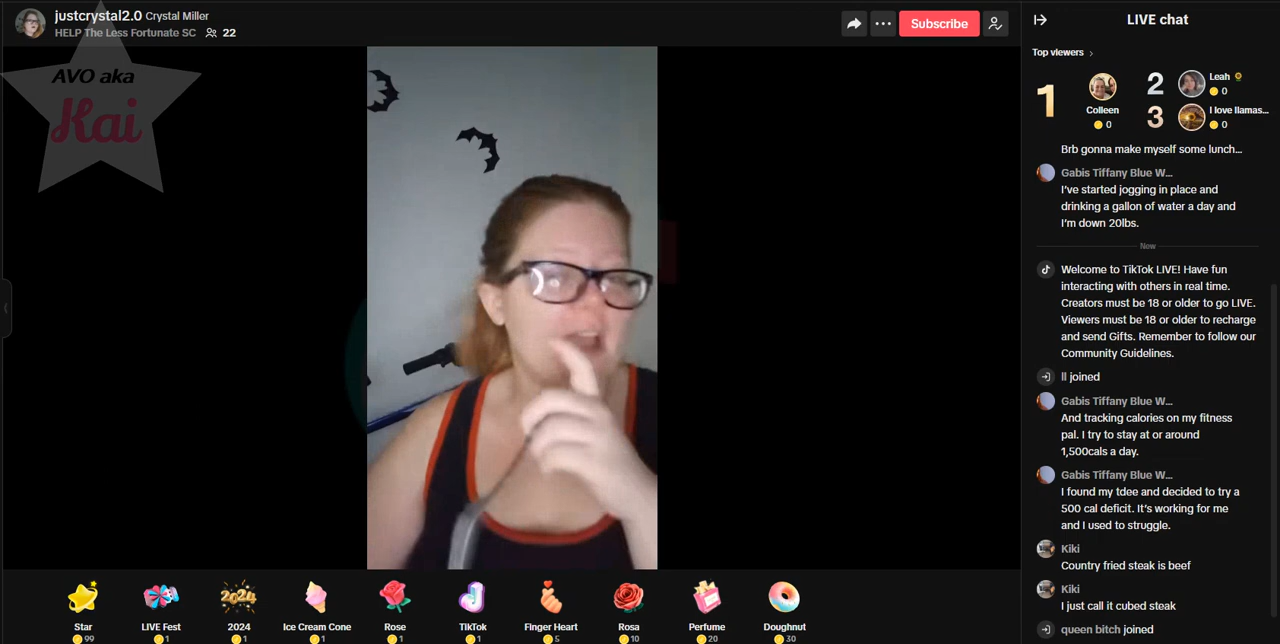 justcrystal2.0 Crystal Miller
HELP The Less Fortunate SC 22
Subscribe
AVO aka
Kai
LIVE chat
Top viewers
1
Colleen
0
2
Leah
0
3
I love llamas...
0
Brb gonna make myself some lunch...
Gabis Tiffany Blue W...
I've started jogging in place and
drinking a gallon of water a day and
I'm down 20lbs.
New
Welcome to TikTok LIVE! Have fun
interacting with others in real time.
Creators must be 18 or older to go LIVE.
Viewers must be 18 or older to recharge
and send Gifts. Remember to follow our
Community Guidelines.
ll joined
Gabis Tiffany Blue W...
And tracking calories on my fitness
pal. I try to stay at or around
1,500cals a day.
Gabis Tiffany Blue W...
I found my tdee and decided to try a
500 cal deficit. It's working for me
and I used to struggle.
Kiki
Country fried steak is beef
Kiki
I just call it cubed steak
queen bitch joined
2024
Star
99
LIVE Fest
1
2024
1
Ice Cream Cone
1
Rose
1
TikTok
1
Finger Heart
5
Rosa
10
Perfume
20
Doughnut
30